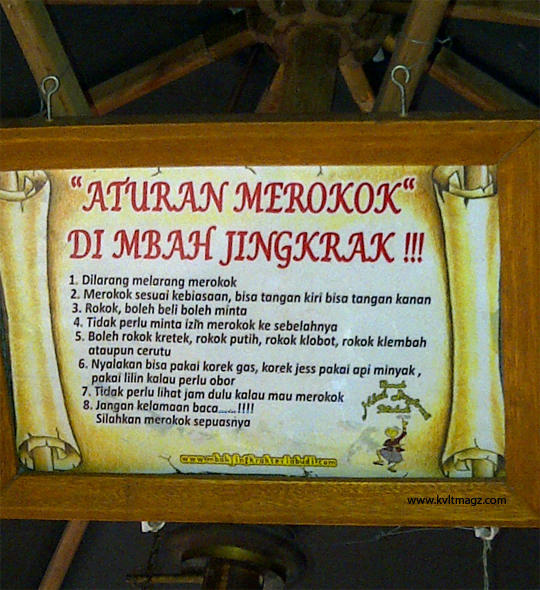 "ATURAN MEROKOK"
DI MBAH JINGKRAK !!!
1. Dilarang melarang merokok
2. Merokok sesuai kebiasaan, bisa tangan kiri bisa tangan kanan
3. Rokok, boleh beli boleh minta
4. Tidak perlu minta izin merokok ke sebelahnya
5. Boleh rokok kretek, rokok putih, rokok klobot, rokok klembah
ataupun cerutu
6. Nyalakan bisa pakai korek gas, korek jess pakai api minyak ,
pakai lilin kalau perlu obor
7. Tidak perlu lihat jam dulu kalau mau merokok
8. Jangan kelamaan baca...... !!!!
Silahkan merokok sepuasnya
www.kvltmagz.com